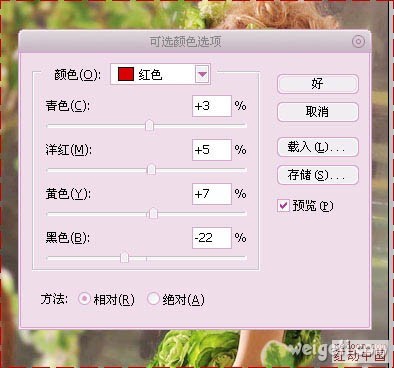 可选颜色选项
颜色(O): 红色
青色(C): +3 %
洋红(M): +5 %
黄色(Y): +7 %
黑色(B): -22 %
方法: 相对(R) 绝对(A)
好
取消
载入(L)...
存储(S)...
预览(P)
红动中国